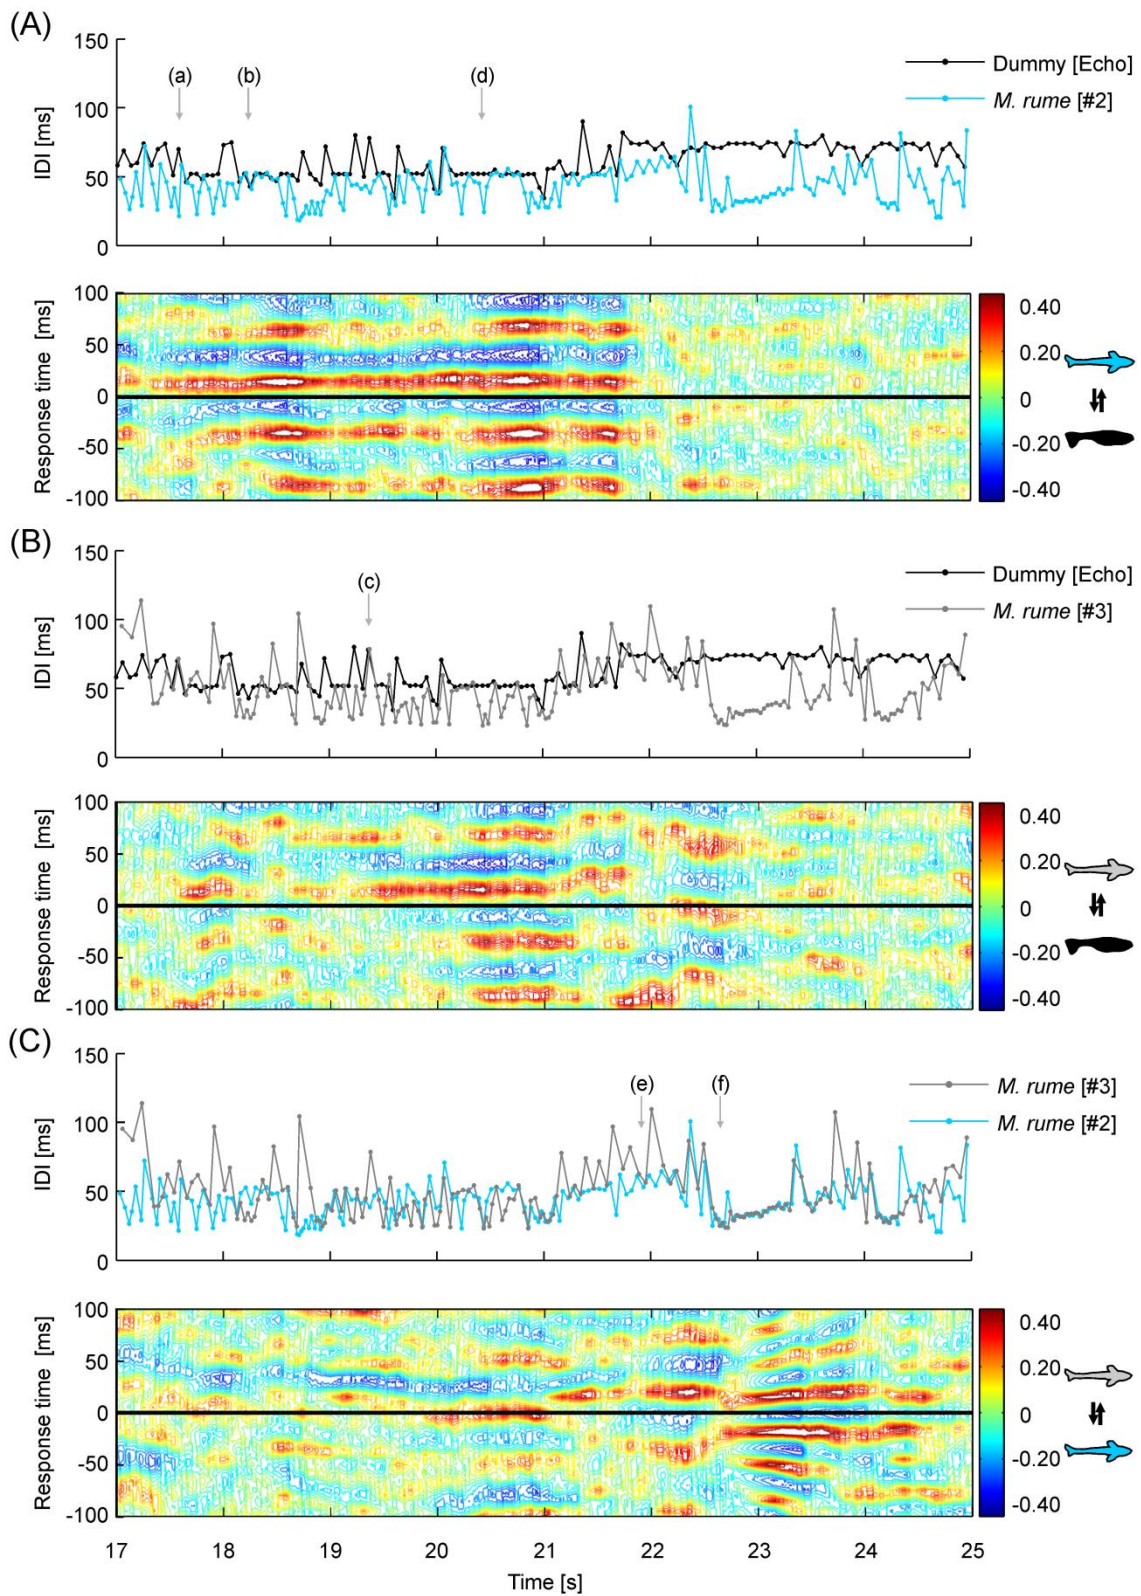 (A)
150
100
50
0
IDI [ms]
(a)
(b)
(d)
Dummy [Echo]
M. rume [#2]
100
50
0
-50
-100
Response time [ms]
0.40
0.20
0
-0.20
-0.40
(B)
150
100
50
0
IDI [ms]
(c)
Dummy [Echo]
M. rume [#3]
100
50
0
-50
-100
Response time [ms]
0.40
0.20
0
-0.20
-0.40
(C)
150
100
50
0
IDI [ms]
(e)
(f)
M. rume [#3]
M. rume [#2]
100
50
0
-50
-100
Response time [ms]
0.40
0.20
0
-0.20
-0.40
17 18 19 20 21 22 23 24 25
Time [s]